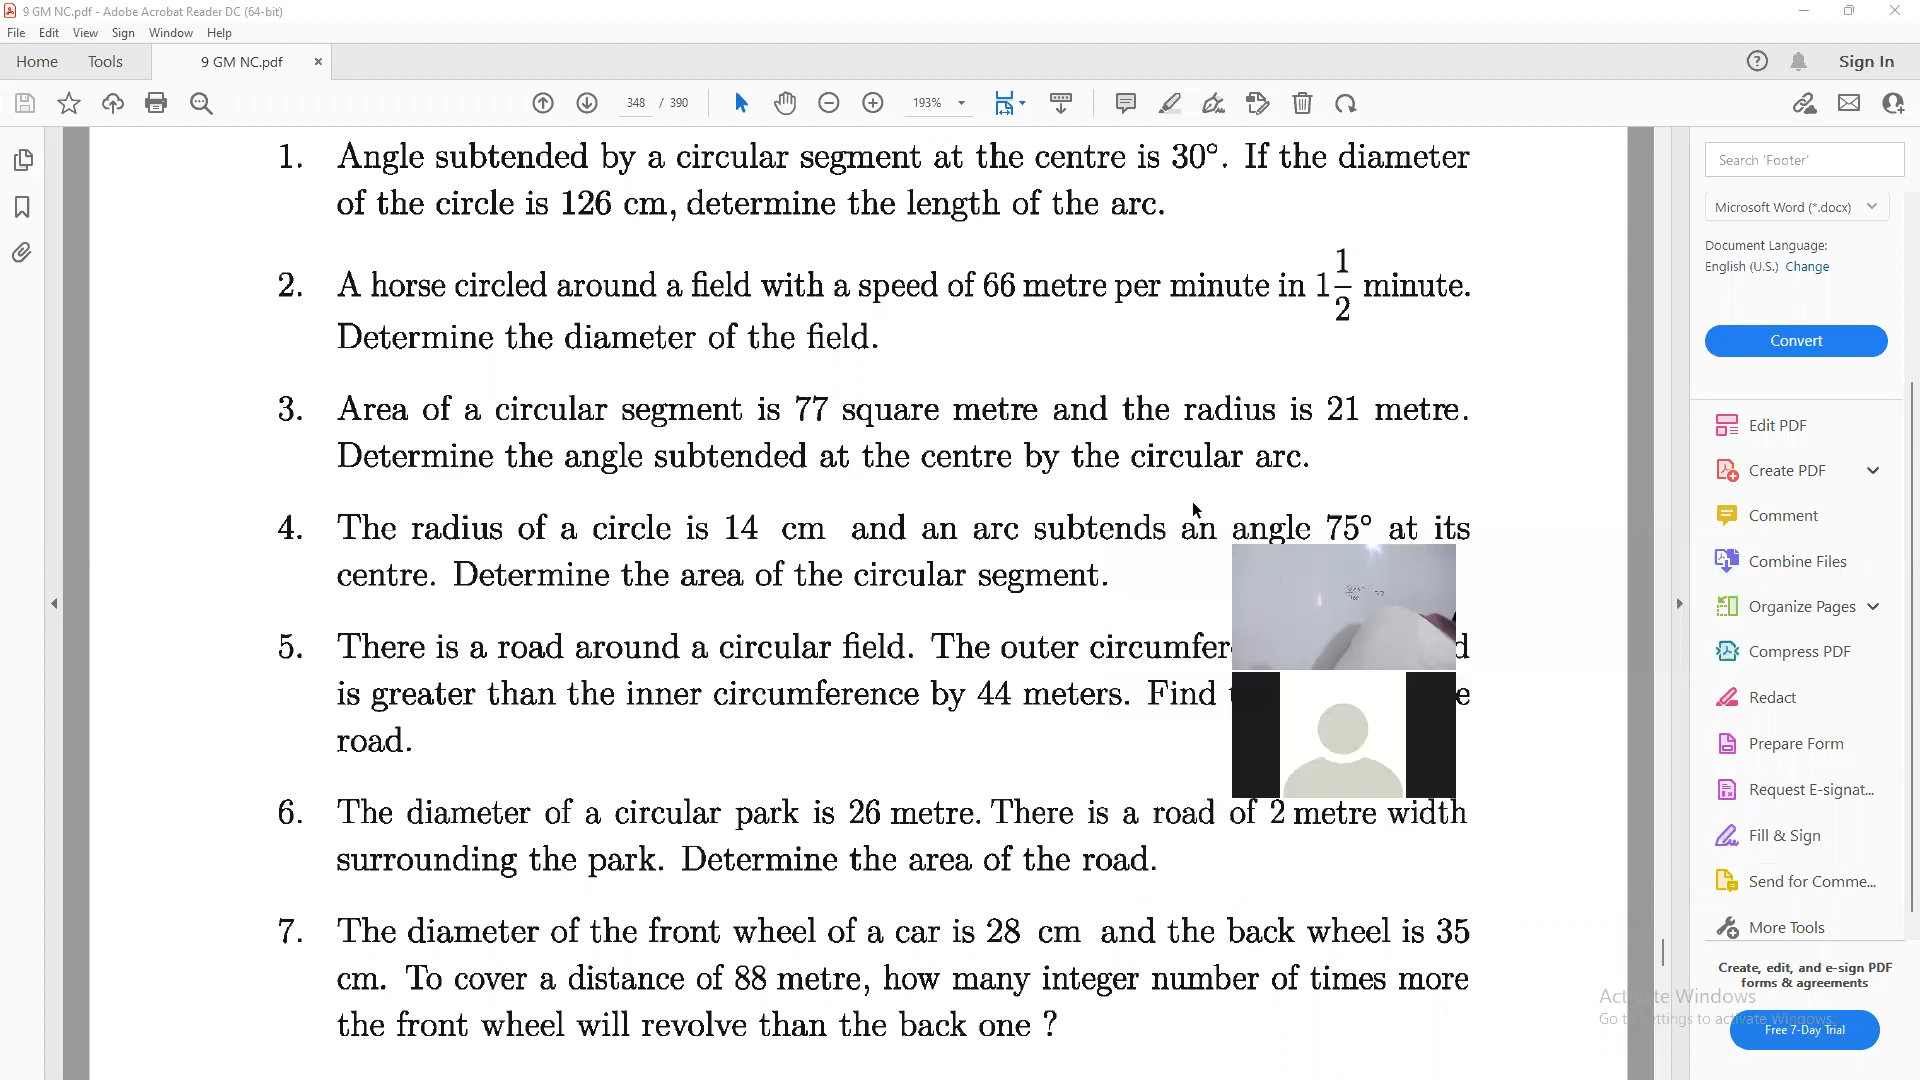 9 GM NC.pdf - Adobe Acrobat Reader DC (64-bit)
File Edit View Sign Window Help
Home Tools 9 GM NC.pdf × Sign In
348 / 390 193%
1. Angle subtended by a circular segment at the centre is 30°. If the diameter
of the circle is 126 cm, determine the length of the arc.
2. A horse circled around a field with a speed of 66 metre per minute in 1 1/2 minute.
Determine the diameter of the field.
3. Area of a circular segment is 77 square metre and the radius is 21 metre.
Determine the angle subtended at the centre by the circular arc.
4. The radius of a circle is 14 cm and an arc subtends an angle 75° at its
centre. Determine the area of the circular segment.
5. There is a road around a circular field. The outer circumfer
is greater than the inner circumference by 44 meters. Find
road.
6. The diameter of a circular park is 26 metre. There is a road of 2 metre width
surrounding the park. Determine the area of the road.
7. The diameter of the front wheel of a car is 28 cm and the back wheel is 35
cm. To cover a distance of 88 metre, how many integer number of times more
the front wheel will revolve than the back one ?
Search 'Footer'
Microsoft Word (*.docx)
Document Language:
English (U.S.) Change
Convert
Edit PDF
Create PDF
Comment
Combine Files
Organize Pages
Compress PDF
Redact
Prepare Form
Request E-signat...
Fill & Sign
Send for Comme...
More Tools
Create, edit, and e-sign PDF
forms & agreements
Free 7-Day Trial
Activate Windows
Go to Settings to activate Windows.